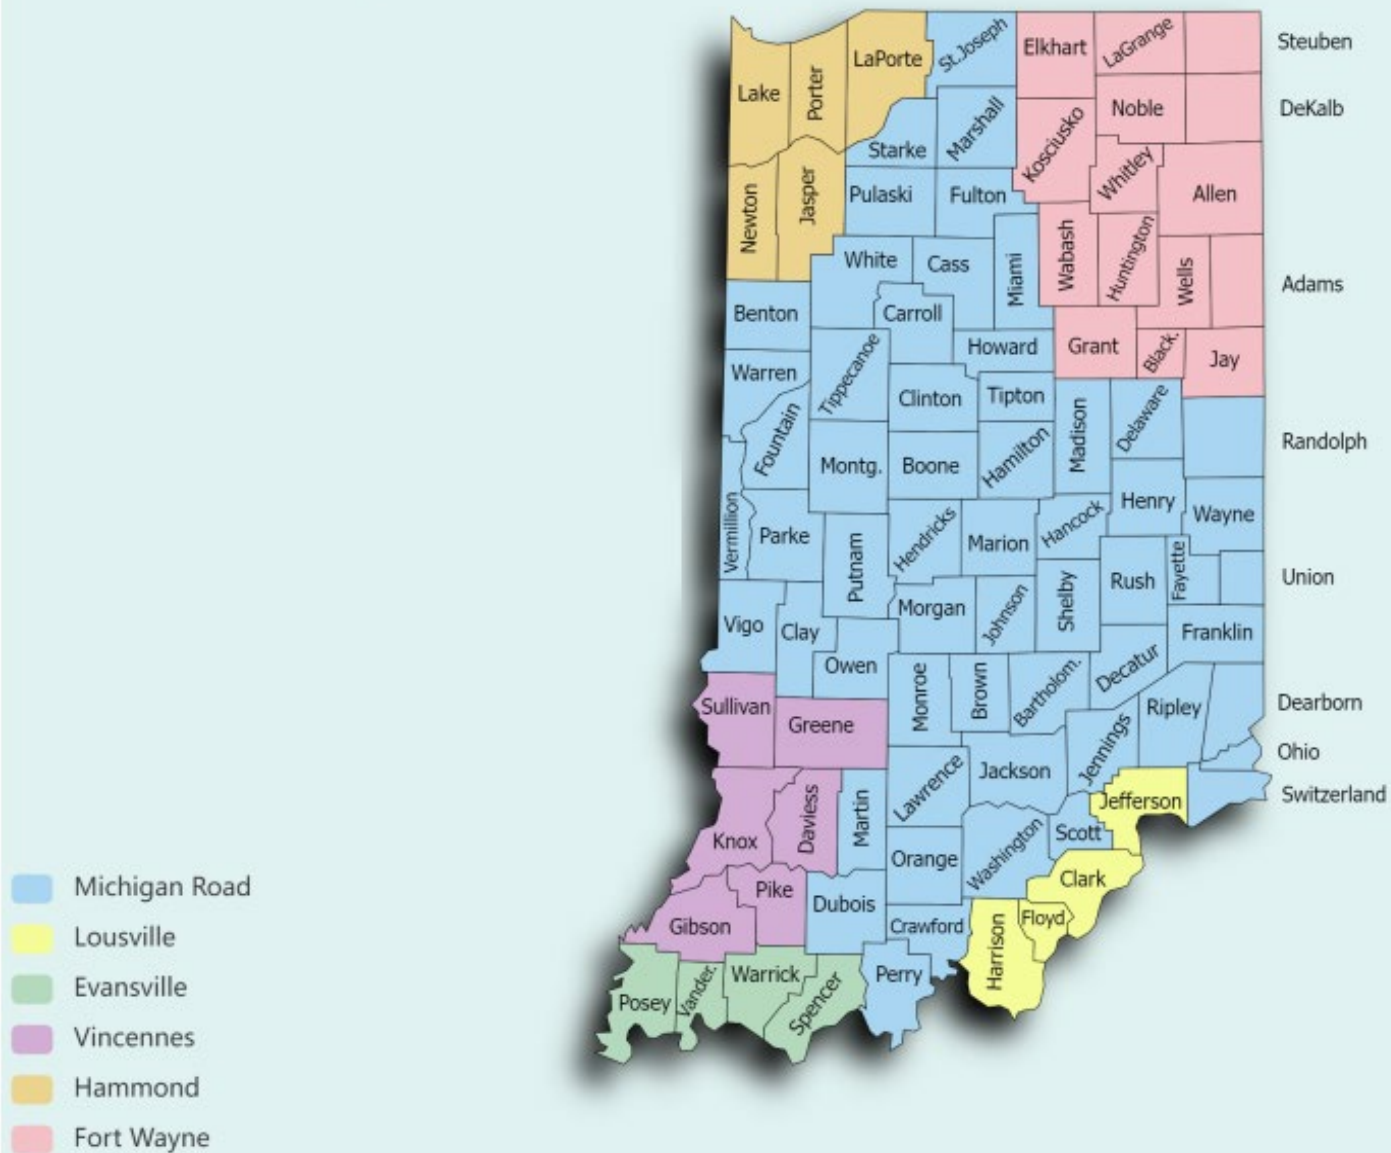 Lake
Porter
LaPorte
St.Joseph
Elkhart
LaGrange
Steuben
Noble
DeKalb
Starke
Marshall
Kosciusko
Whitley
Allen
Newton
Jasper
Pulaski
Fulton
Wabash
Huntington
Wells
Adams
White
Cass
Miami
Benton
Carroll
Howard
Grant
Black.
Jay
Warren
Tippecanoe
Clinton
Tipton
Madison
Delaware
Randolph
Fountain
Montg.
Boone
Hamilton
Henry
Wayne
Vermillion
Parke
Putnam
Hendricks
Marion
Hancock
Rush
Fayette
Union
Vigo
Clay
Owen
Morgan
Johnson
Shelby
Franklin
Sullivan
Greene
Monroe
Brown
Bartholom.
Decatur
Ripley
Dearborn
Ohio
Jennings
Jackson
Lawrence
Switzerland
Jefferson
Knox
Daviess
Martin
Orange
Washington
Scott
Clark
Gibson
Pike
Dubois
Crawford
Harrison
Floyd
Posey
Vander.
Warrick
Spencer
Perry
Michigan Road
Lousville
Evansville
Vincennes
Hammond
Fort Wayne